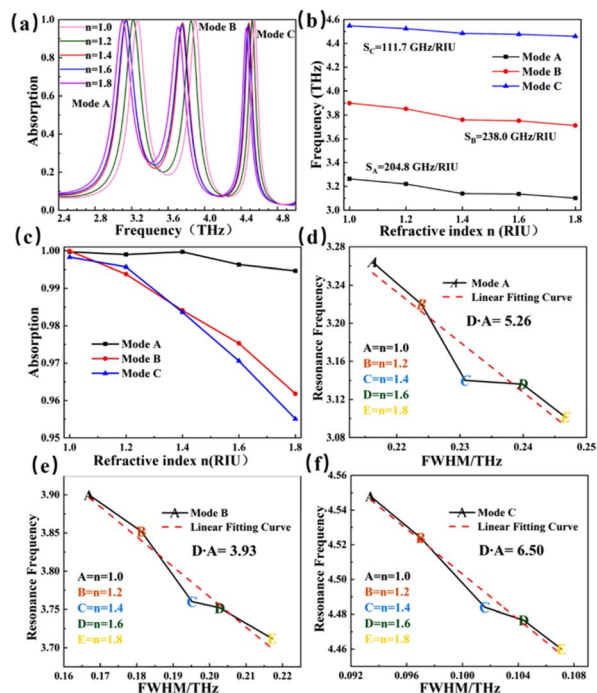 (a)
n=1.0
n=1.2
n=1.4
n=1.6
n=1.8
Mode A
Mode B
Mode C
Absorption
1.0
0.8
0.6
0.4
0.2
0.0
2.4 3.0 3.6 4.2 4.8
Frequency (THz)
(b)
Frequency (THz)
4.6
4.4
4.2
4.0
3.8
3.6
3.4
3.2
3.0
SC=111.7 GHz/RIU
Mode A
Mode B
Mode C
SB=238.0 GHz/RIU
SA=204.8 GHz/RIU
1.0 1.2 1.4 1.6 1.8
Refractive index n (RIU)
(c)
Absorption
1.00
0.99
0.98
0.97
0.96
0.95
Mode A
Mode B
Mode C
1.0 1.2 1.4 1.6 1.8
Refractive index n(RIU)
(d)
Resonance Frequency
3.28
3.24
3.20
3.16
3.12
3.08
A Mode A
Linear Fitting Curve
D·A= 5.26
A=n=1.0
B=n=1.2
C=n=1.4
D=n=1.6
E=n=1.8
A
B
C
D
E
0.22 0.23 0.24 0.25
FWHM/THz
(e)
Resonance Frequency
3.90
3.85
3.80
3.75
3.70
A Mode B
Linear Fitting Curve
D·A= 3.93
A=n=1.0
B=n=1.2
C=n=1.4
D=n=1.6
E=n=1.8
A
B
C
D
E
0.16 0.17 0.18 0.19 0.20 0.21 0.22
FWHM/THz
(f)
Resonance Frequency
4.56
4.54
4.52
4.50
4.48
4.46
A Mode C
Linear Fitting Curve
D·A= 6.50
A=n=1.0
B=n=1.2
C=n=1.4
D=n=1.6
E=n=1.8
A
B
C
D
E
0.092 0.096 0.100 0.104 0.108
FWHM/THz